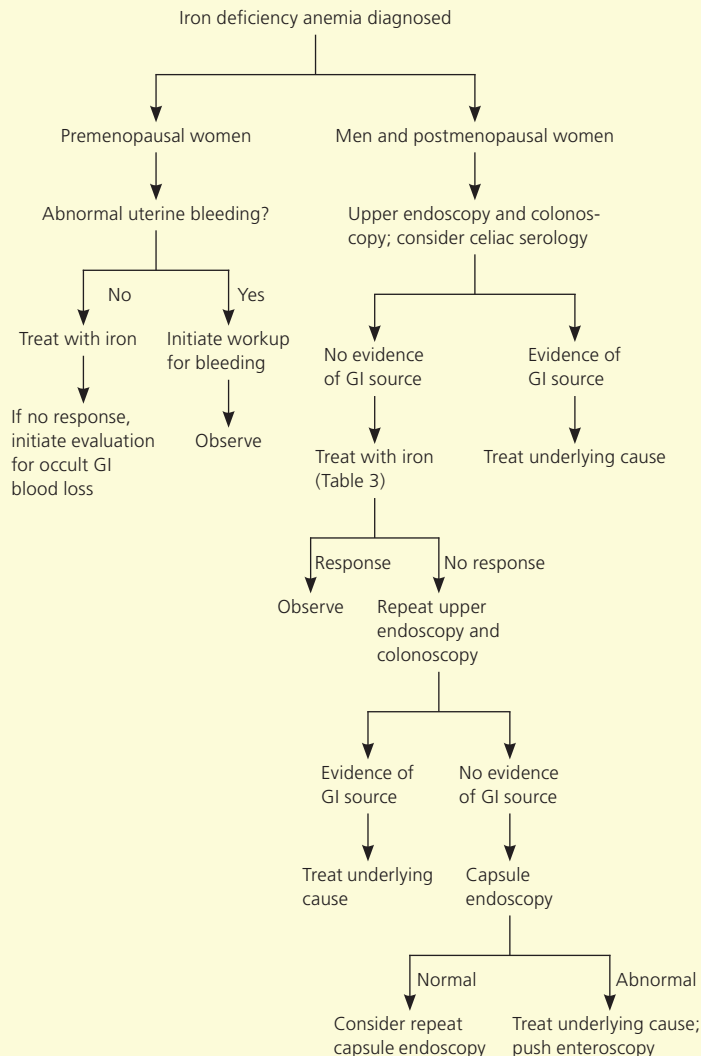 Iron deficiency anemia diagnosed
Premenopausal women
Men and postmenopausal women
Abnormal uterine bleeding?
Upper endoscopy and colonos-
copy; consider celiac serology
No
Yes
Treat with iron
Initiate workup
for bleeding
No evidence
of GI source
Evidence of
GI source
If no response,
initiate evaluation
for occult GI
blood loss
Observe
Treat with iron
(Table 3)
Treat underlying cause
Response
No response
Observe
Repeat upper
endoscopy and
colonoscopy
Evidence of
GI source
No evidence
of GI source
Treat underlying
cause
Capsule
endoscopy
Normal
Abnormal
Consider repeat
capsule endoscopy
Treat underlying cause;
push enteroscopy